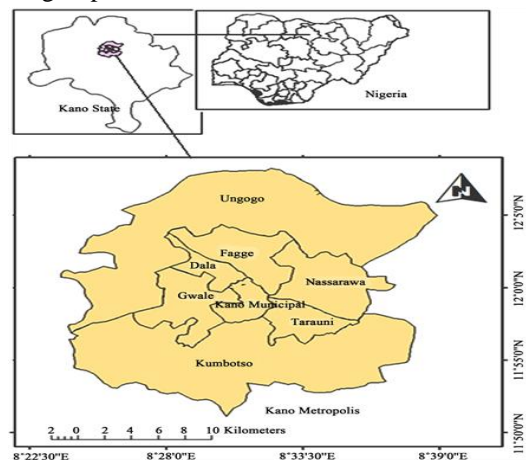 Kano State
Nigeria
N
Ungogo
Fagge
Dala
Nassarawa
Gwale
Kano Municipal
Tarauni
Kumbotso
Kano Metropolis
2 0 2 4 6 8 10 Kilometers
12°5'0"N
12°0'0"N
11°55'0"N
11°50'0"N
8°22'30"E
8°28'0"E
8°33'30"E
8°39'0"E